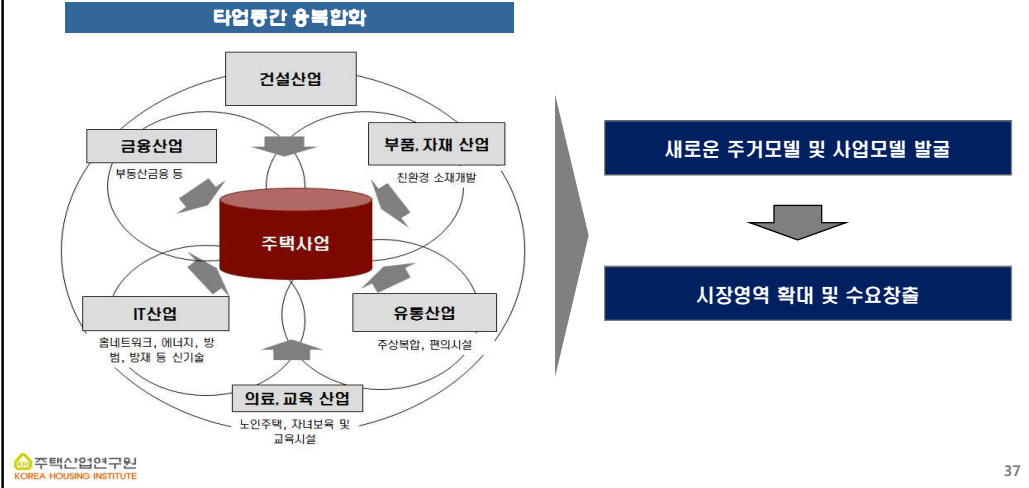 타업종간 융복합화
건설산업
금융산업
부동산금융 등
부품, 자재 산업
친환경 소재개발
주택사업
IT산업
홈네트워크, 에너지, 방
범, 방재 등 신기술
유통산업
주상복합, 편의시설
의료, 교육 산업
노인주택, 자녀보육 및
교육시설
새로운 주거모델 및 사업모델 발굴
시장영역 확대 및 수요창출
주택산업연구원
KOREA HOUSING INSTITUTE
37